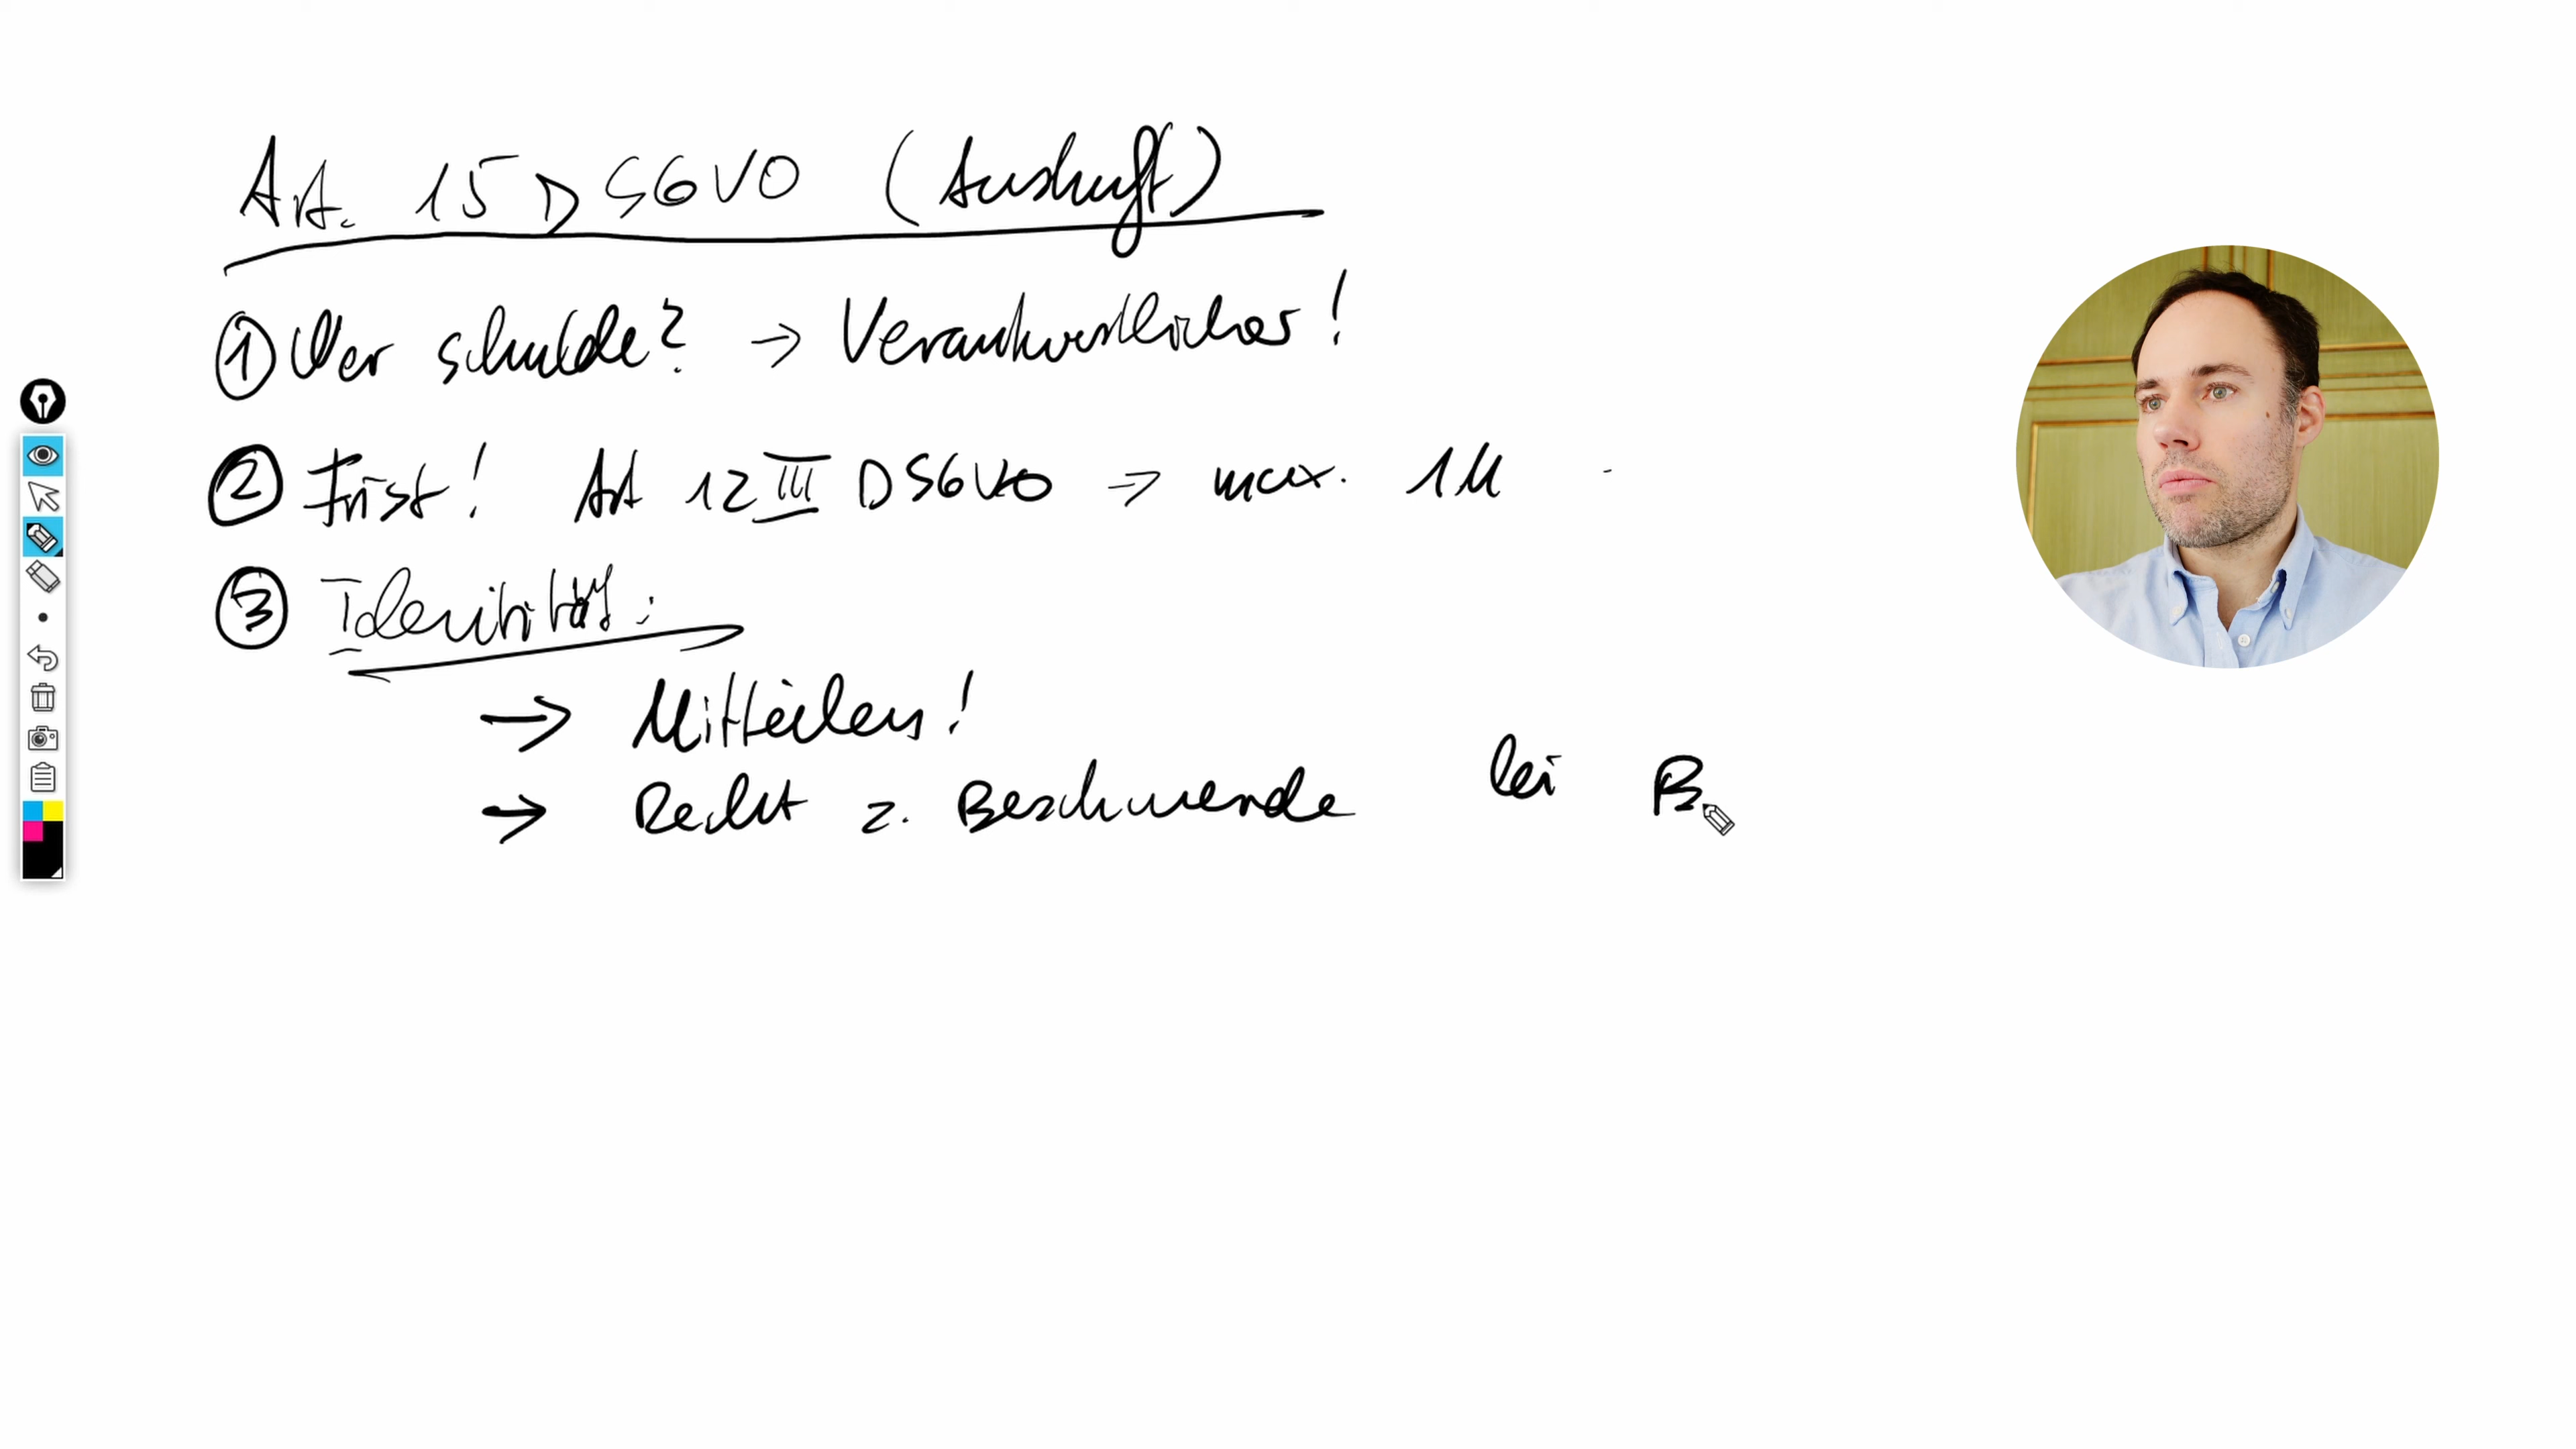 Art. 15 DSGVO (Auskunft)
① Wer schulde? → Verantwortlicher!
② Frist! Art 12 III DSGVO → max. 1M
③ Identität:
→ Mitteilen!
→ Recht z. Beschwerde bei B